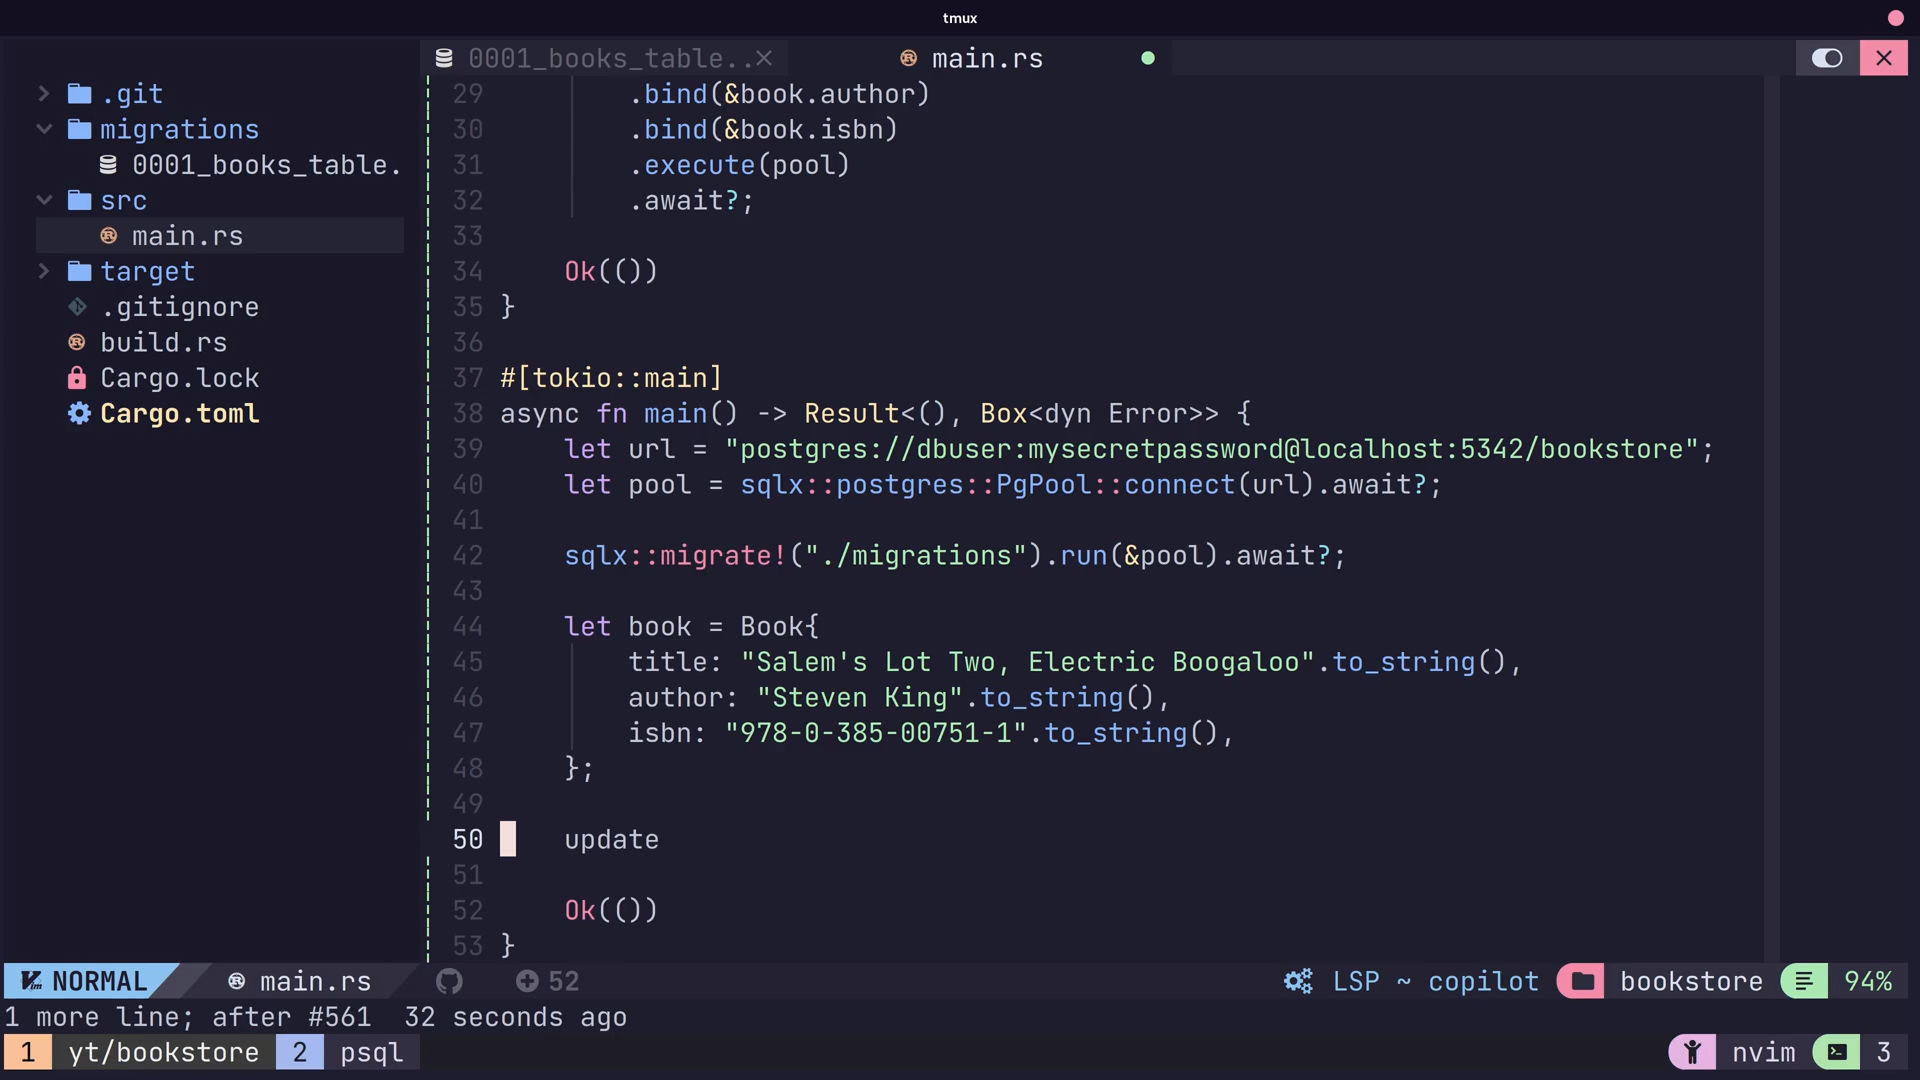 tmux
.git
migrations
0001_books_table.
src
main.rs
target
.gitignore
build.rs
Cargo.lock
Cargo.toml
0001_books_table..
main.rs
29 .bind(&book.author)
30 .bind(&book.isbn)
31 .execute(pool)
32 .await?;
33
34 Ok(())
35 }
36
37 #[tokio::main]
38 async fn main() -> Result<(), Box<dyn Error>> {
39 let url = "postgres://dbuser:mysecretpassword@localhost:5342/bookstore";
40 let pool = sqlx::postgres::PgPool::connect(url).await?;
41
42 sqlx::migrate!("./migrations").run(&pool).await?;
43
44 let book = Book{
45 title: "Salem's Lot Two, Electric Boogaloo".to_string(),
46 author: "Steven King".to_string(),
47 isbn: "978-0-385-00751-1".to_string(),
48 };
49
50 update
51
52 Ok(())
53 }
NORMAL main.rs 52 LSP ~ copilot bookstore 94%
1 more line; after #561 32 seconds ago
1 yt/bookstore 2 psql nvim 3